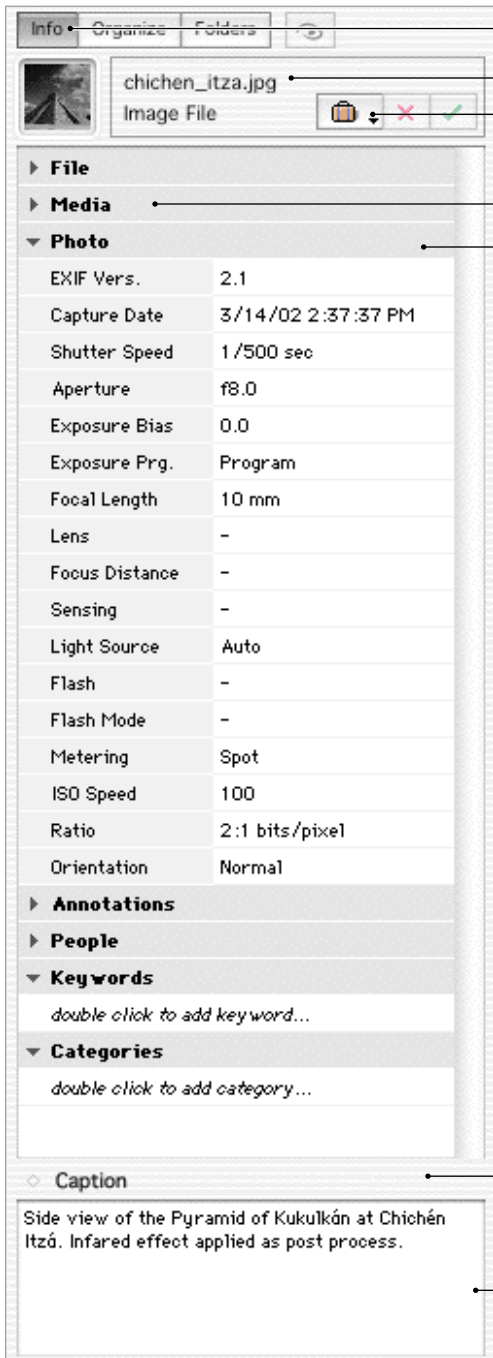 Info Organize Folders
chichen_itza.jpg
Image File
File
Media
Photo
EXIF Vers. 2.1
Capture Date 3/14/02 2:37:37 PM
Shutter Speed 1/500 sec
Aperture f8.0
Exposure Bias 0.0
Exposure Prg. Program
Focal Length 10 mm
Lens -
Focus Distance -
Sensing -
Light Source Auto
Flash -
Flash Mode -
Metering Spot
ISO Speed 100
Ratio 2:1 bits/pixel
Orientation Normal
Annotations
People
Keywords
double click to add keyword...
Categories
double click to add category...
Caption
Side view of the Pyramid of Kukulkán at Chichén
Itzá. Infared effect applied as post process.